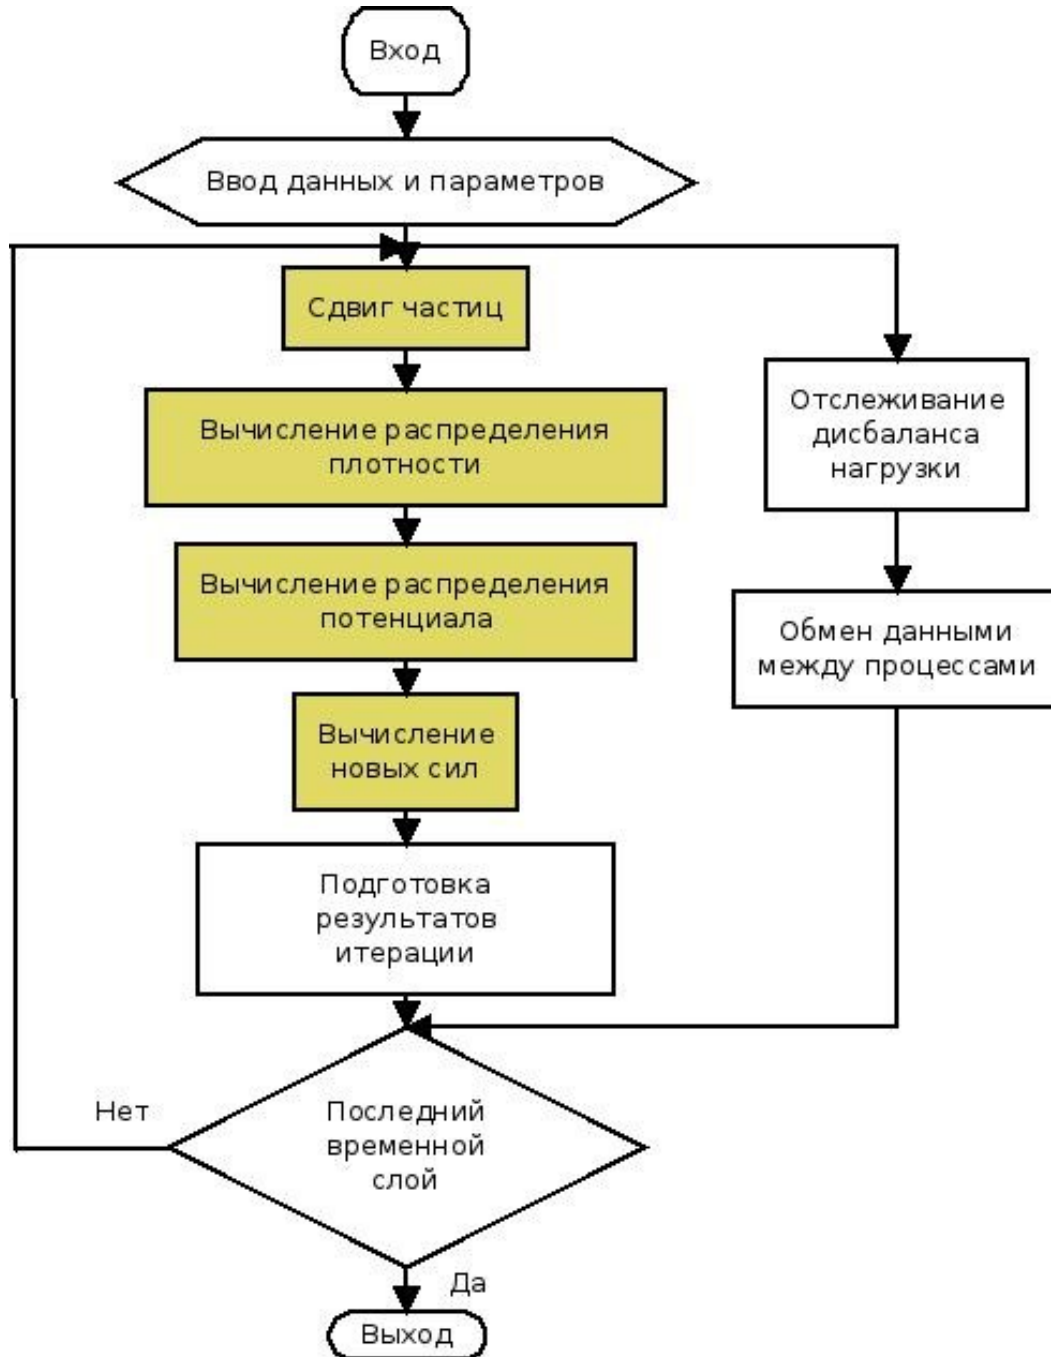 Вход
Ввод данных и параметров
Сдвиг частиц
Вычисление распределения
плотности
Вычисление распределения
потенциала
Вычисление
новых сил
Подготовка
результатов
итерации
Отслеживание
дисбаланса
нагрузки
Обмен данными
между процессами
Последний
временной
слой
Нет
Да
Выход